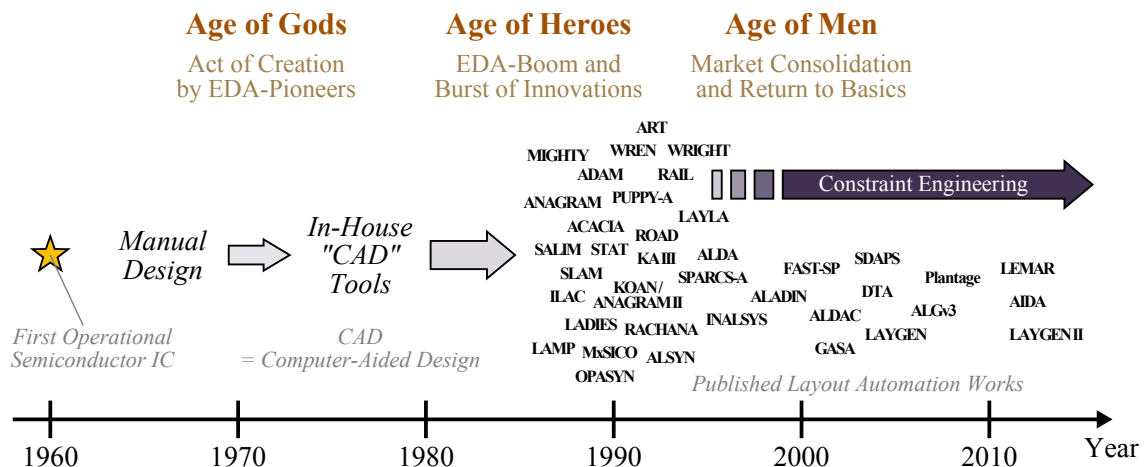 Age of Gods
Act of Creation
by EDA-Pioneers
Age of Heroes
EDA-Boom and
Burst of Innovations
Age of Men
Market Consolidation
and Return to Basics
First Operational
Semiconductor IC
Manual
Design
In-House
"CAD"
Tools
CAD
= Computer-Aided Design
ART
MIGHTY WREN WRIGHT
ADAM RAIL
ANAGRAM PUPPY-A
ACACIA LAYLA
ROAD
SALIM STAT KA III ALDA
SLAM SPARCS-A
ILAC KOAN /
ANAGRAM II ALADIN
LADIES RACHANA INALSYS
LAMP MxSICO ALSYN
OPASYN
FAST-SP SDAPS
DTA Plantage LEMAR
ALDAC ALGv3 AIDA
GASA LAYGEN LAYGEN II
Constraint Engineering
Published Layout Automation Works
1960 1970 1980 1990 2000 2010 Year